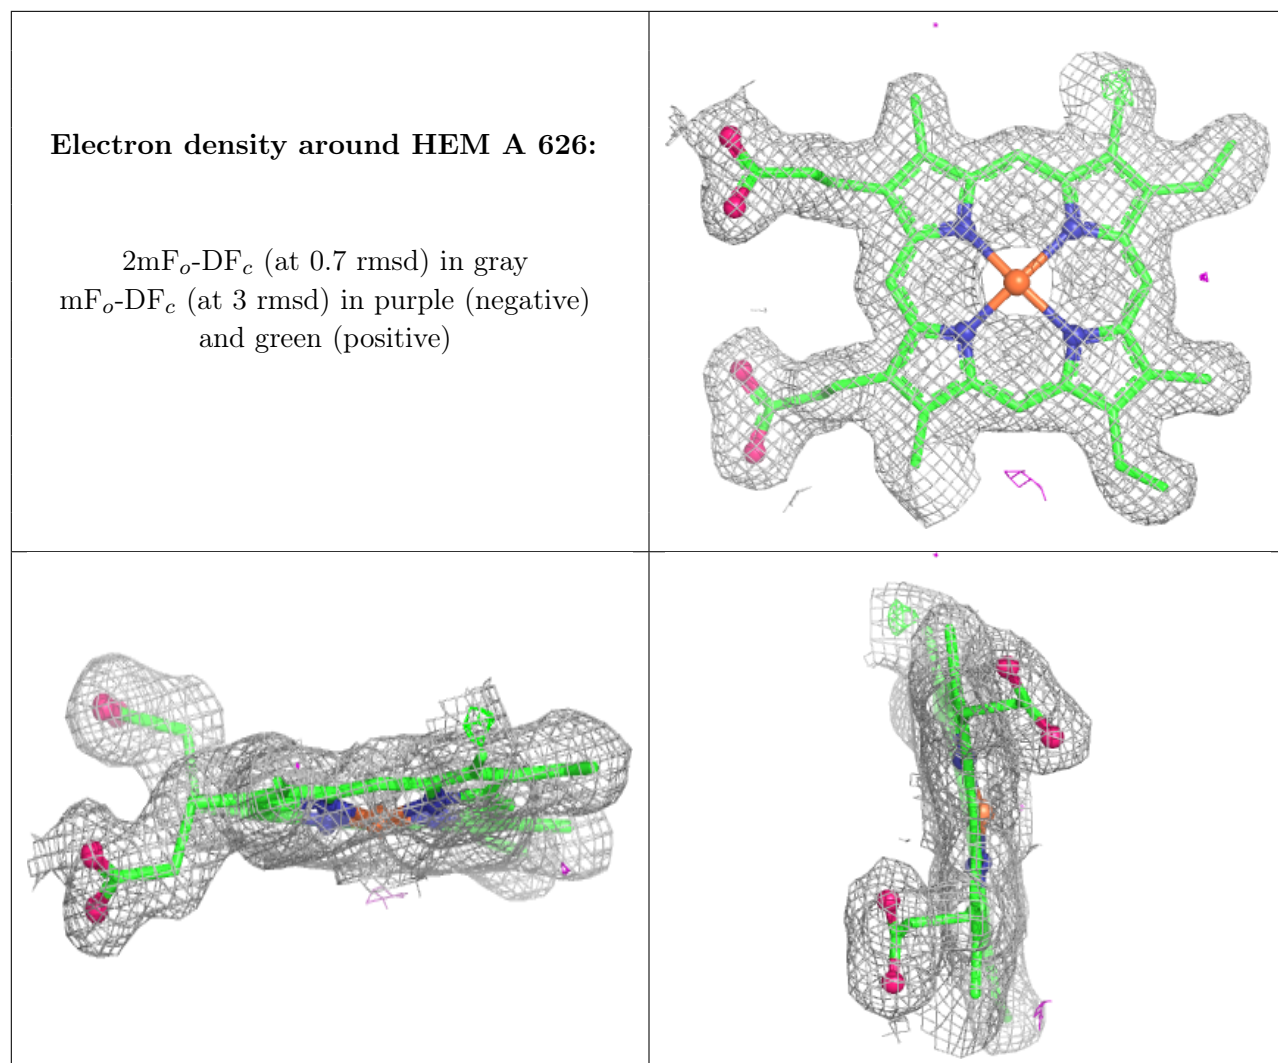 Electron density around HEM A 626:
2mFₒ-DF𝒸 (at 0.7 rmsd) in gray
mFₒ-DF𝒸 (at 3 rmsd) in purple (negative)
and green (positive)